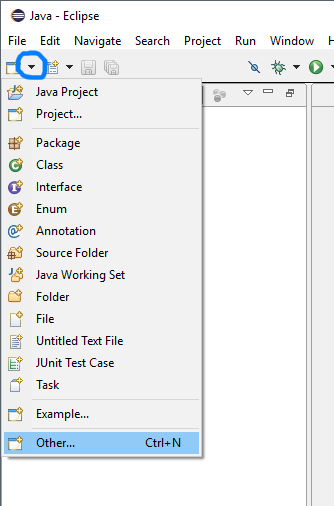 Java - Eclipse
File Edit Navigate Search Project Run Window H
Java Project
Project...
Package
Class
Interface
Enum
Annotation
Source Folder
Java Working Set
Folder
File
Untitled Text File
JUnit Test Case
Task
Example...
Other... Ctrl+N